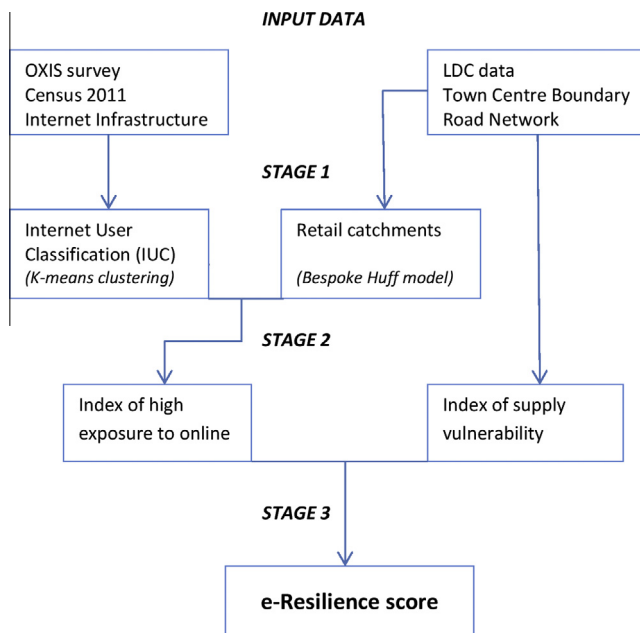 INPUT DATA
OXIS survey
Census 2011
Internet Infrastructure
LDC data
Town Centre Boundary
Road Network
STAGE 1
Internet User
Classification (IUC)
(K-means clustering)
Retail catchments
(Bespoke Huff model)
STAGE 2
Index of high
exposure to online
Index of supply
vulnerability
STAGE 3
e-Resilience score